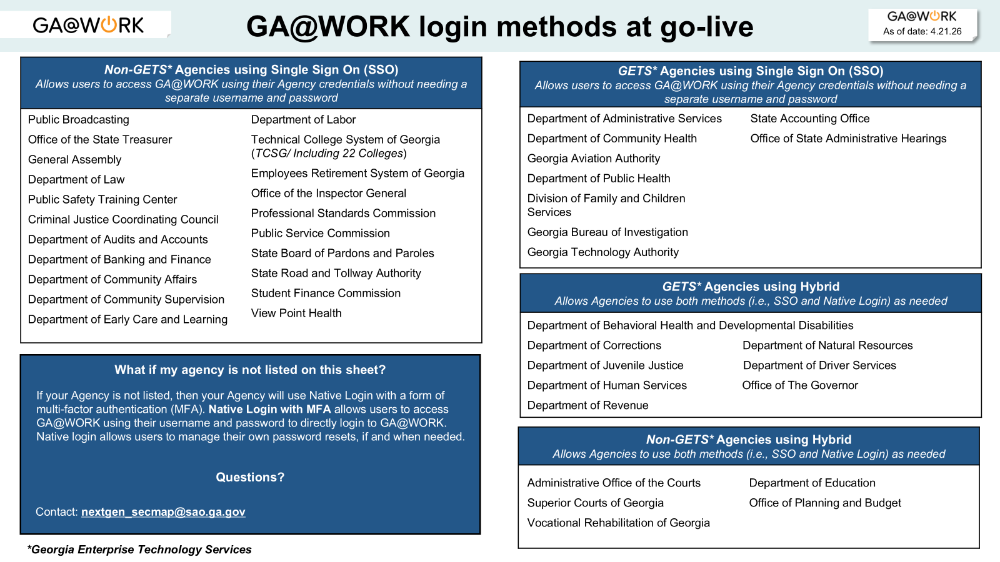 GA@WORK
GA@WORK login methods at go-live
GA@WORK
As of date: 4.21.26
Non-GETS* Agencies using Single Sign On (SSO)
Allows users to access GA@WORK using their Agency credentials without needing a
separate username and password
Public Broadcasting
Office of the State Treasurer
General Assembly
Department of Law
Public Safety Training Center
Criminal Justice Coordinating Council
Department of Audits and Accounts
Department of Banking and Finance
Department of Community Affairs
Department of Community Supervision
Department of Early Care and Learning
Department of Labor
Technical College System of Georgia
(TCSG/ Including 22 Colleges)
Employees Retirement System of Georgia
Office of the Inspector General
Professional Standards Commission
Public Service Commission
State Board of Pardons and Paroles
State Road and Tollway Authority
Student Finance Commission
View Point Health
What if my agency is not listed on this sheet?
If your Agency is not listed, then your Agency will use Native Login with a form of
multi-factor authentication (MFA). Native Login with MFA allows users to access
GA@WORK using their username and password to directly login to GA@WORK.
Native login allows users to manage their own password resets, if and when needed.
Questions?
Contact: nextgen_secmap@sao.ga.gov
*Georgia Enterprise Technology Services
GETS* Agencies using Single Sign On (SSO)
Allows users to access GA@WORK using their Agency credentials without needing a
separate username and password
Department of Administrative Services
Department of Community Health
Georgia Aviation Authority
Department of Public Health
Division of Family and Children
Services
Georgia Bureau of Investigation
Georgia Technology Authority
State Accounting Office
Office of State Administrative Hearings
GETS* Agencies using Hybrid
Allows Agencies to use both methods (i.e., SSO and Native Login) as needed
Department of Behavioral Health and Developmental Disabilities
Department of Corrections
Department of Juvenile Justice
Department of Human Services
Department of Revenue
Department of Natural Resources
Department of Driver Services
Office of The Governor
Non-GETS* Agencies using Hybrid
Allows Agencies to use both methods (i.e., SSO and Native Login) as needed
Administrative Office of the Courts
Superior Courts of Georgia
Vocational Rehabilitation of Georgia
Department of Education
Office of Planning and Budget